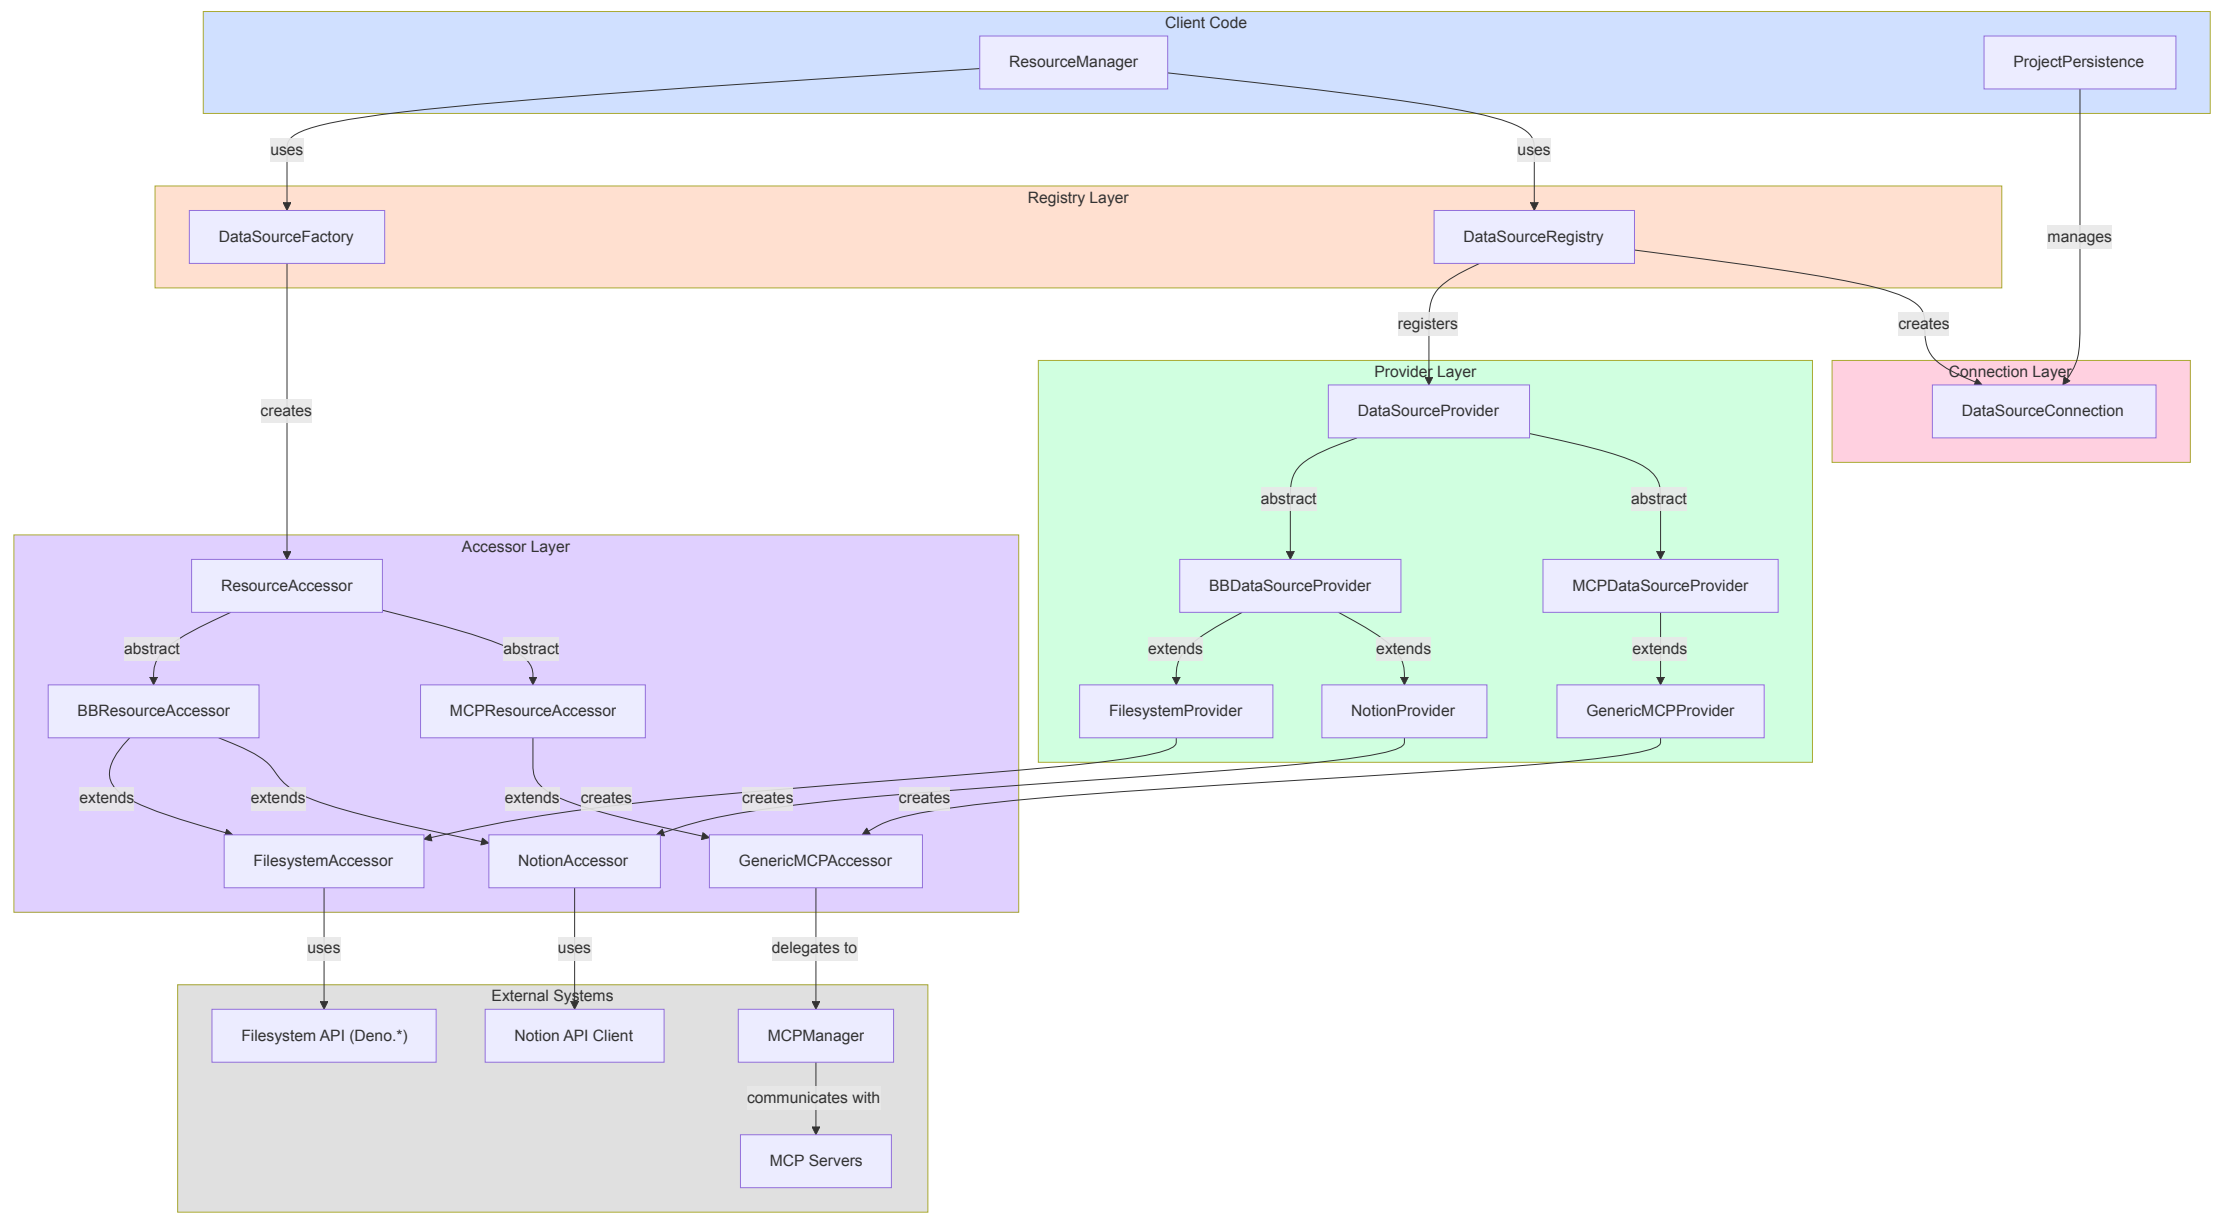 Client Code
ResourceManager
ProjectPersistence
uses
uses
Registry Layer
DataSourceFactory
DataSourceRegistry
manages
registers
creates
Provider Layer
Connection Layer
creates
DataSourceProvider
DataSourceConnection
abstract
abstract
Accessor Layer
ResourceAccessor
BBDataSourceProvider
MCPDataSourceProvider
abstract
abstract
extends
extends
extends
BBResourceAccessor
MCPResourceAccessor
FilesystemProvider
NotionProvider
GenericMCPProvider
extends
extends
extends
creates
creates
creates
FilesystemAccessor
NotionAccessor
GenericMCPAccessor
uses
uses
delegates to
External Systems
Filesystem API (Deno.*)
Notion API Client
MCPManager
communicates with
MCP Servers